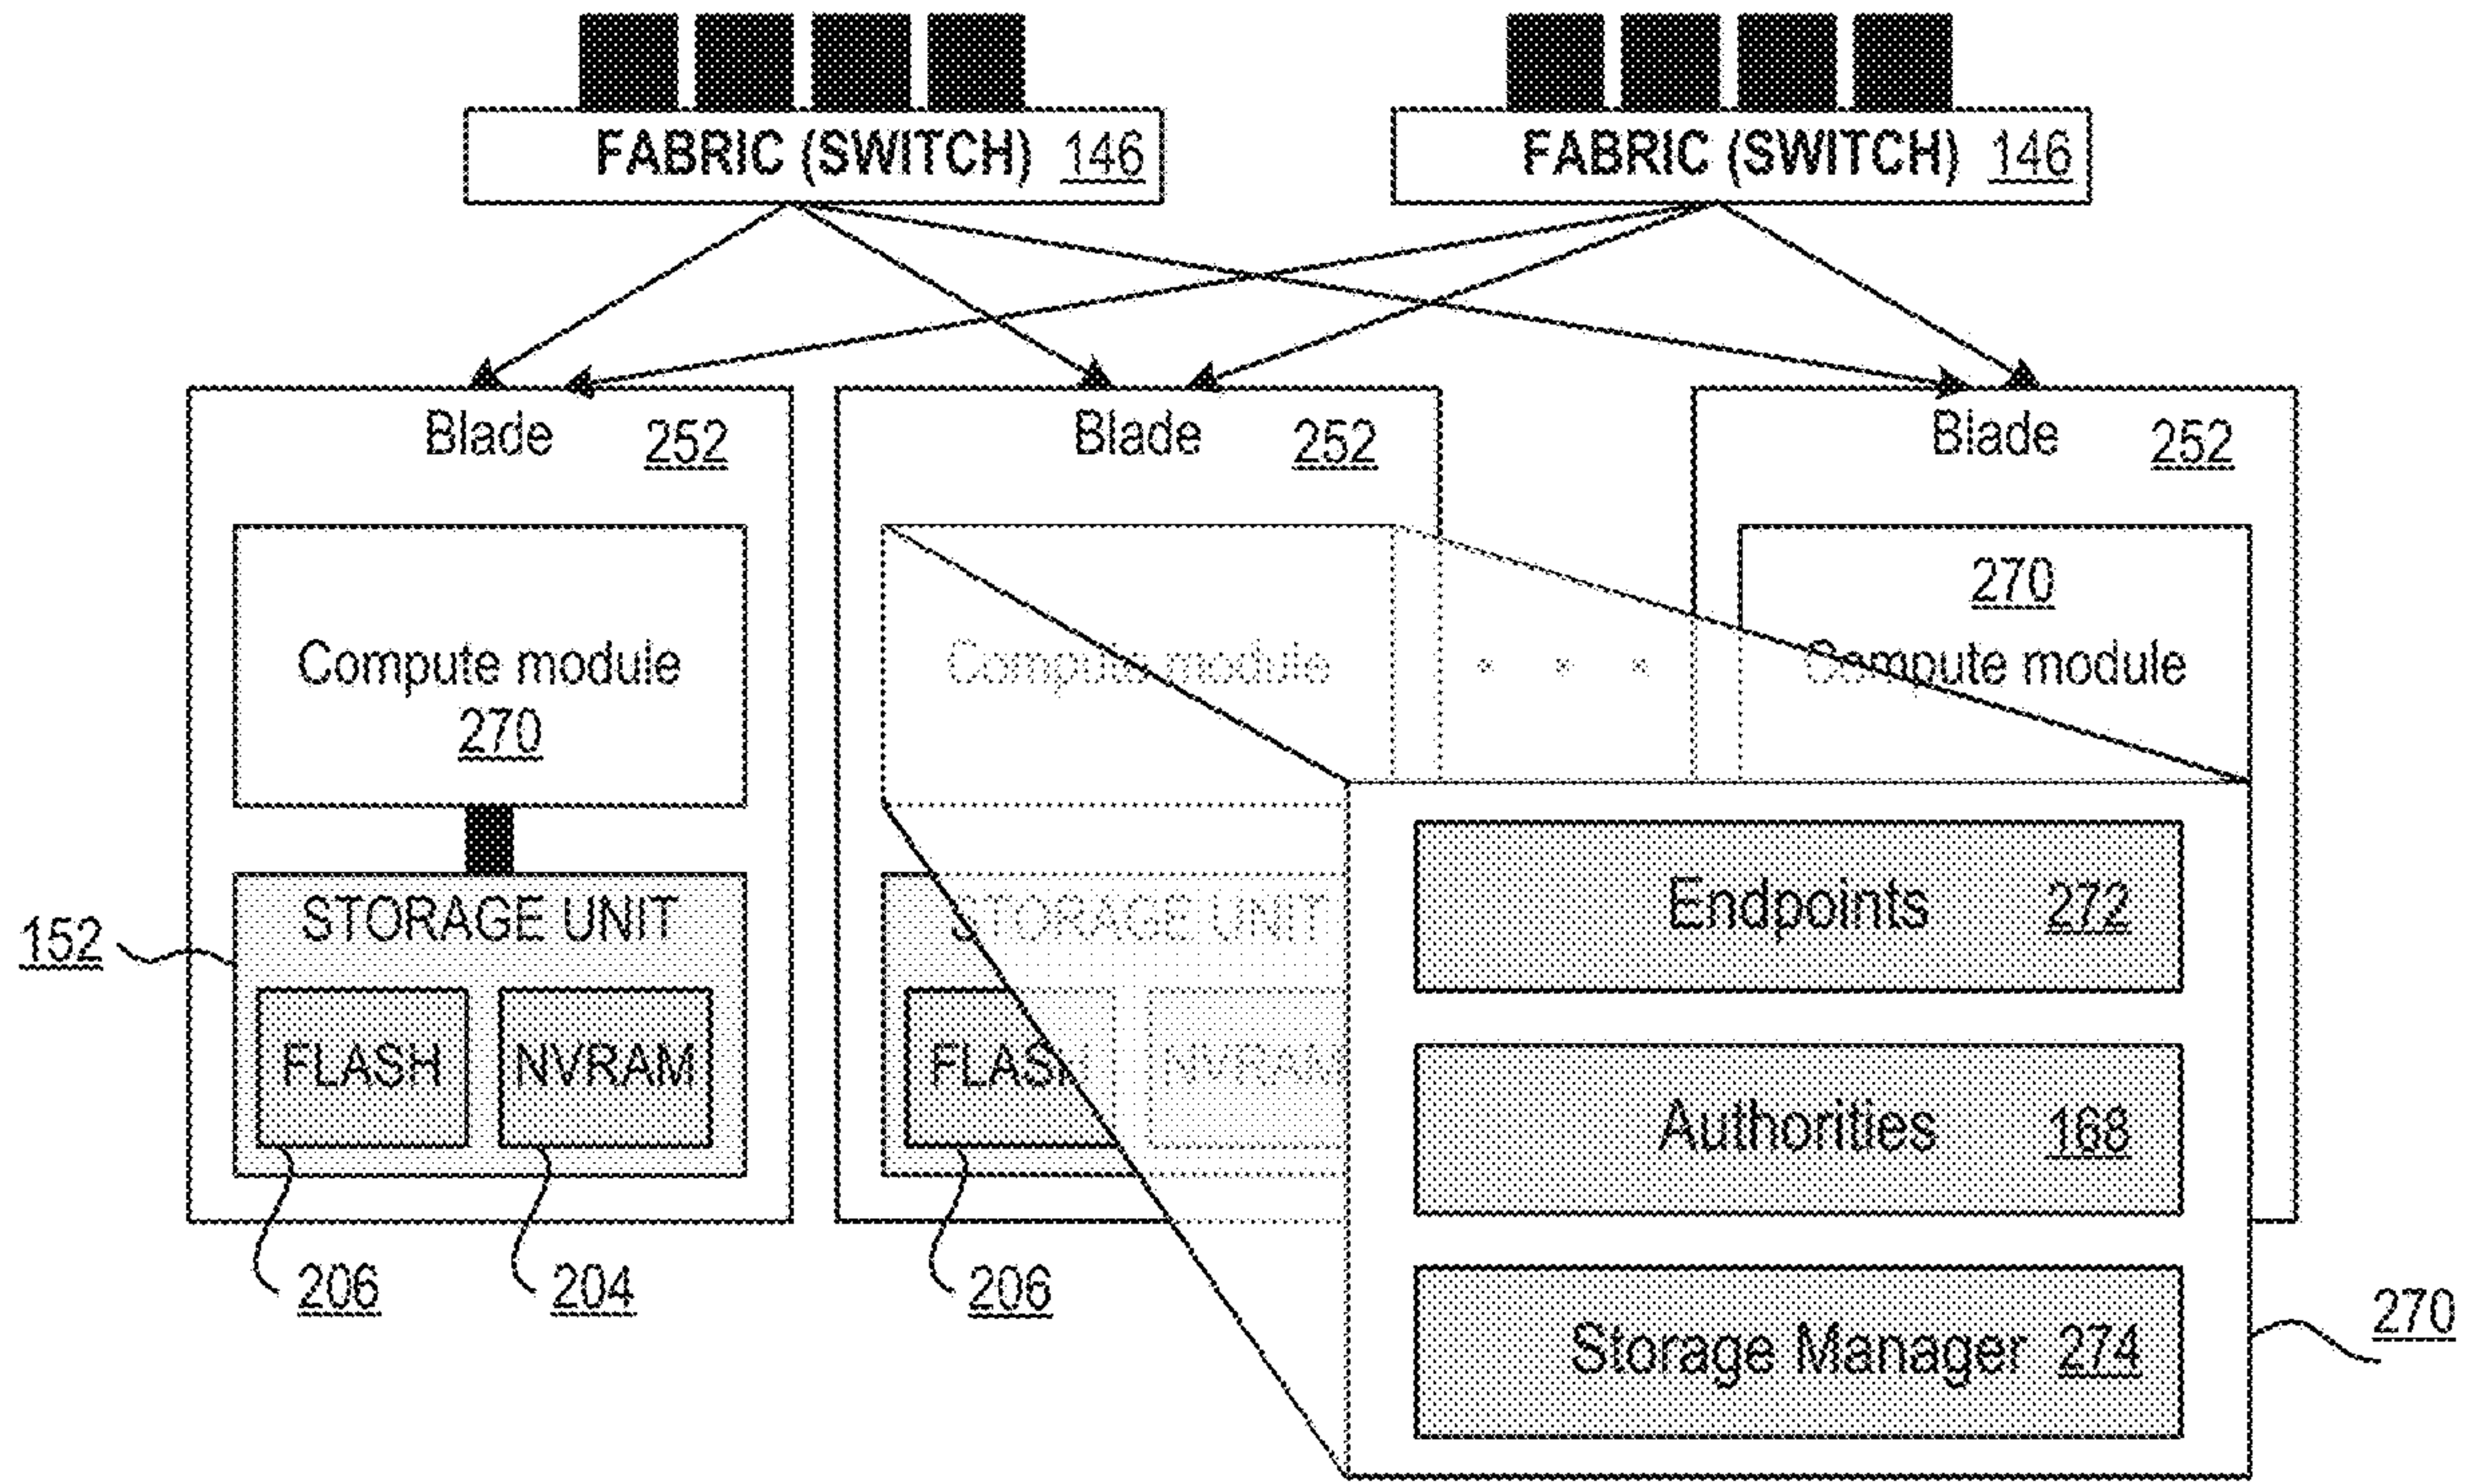 FABRIC (SWITCH) 146
FABRIC (SWITCH) 146
Blade 252
Blade 252
Blade 252
Compute module
270
Compute module
270
Compute module
152
STORAGE UNIT
FLASH
NVRAM
206
204
STORAGE UNIT
FLASH
NVRAM
206
Endpoints 272
Authorities 168
Storage Manager 274
270